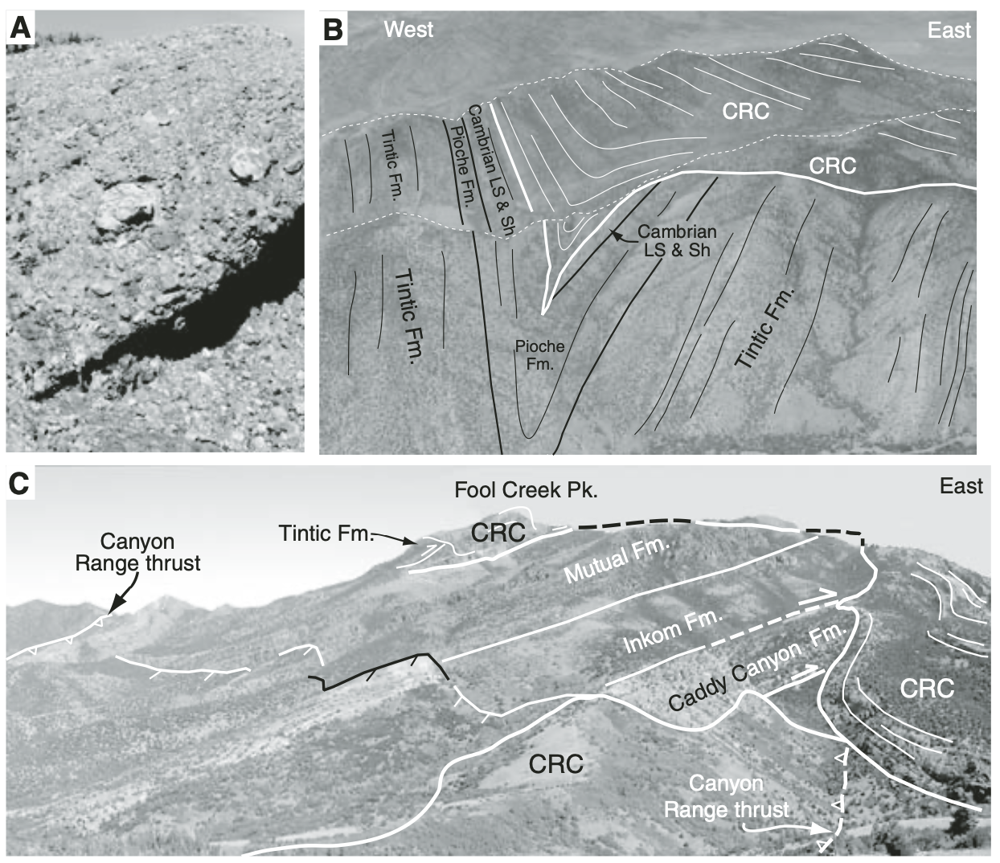 A
B
West
East
CRC
CRC
Tintic Fm.
Pioche Fm.
Cambrian LS & Sh
Cambrian
LS & Sh
Tintic Fm.
Tintic Fm.
Pioche
Fm.
C
Fool Creek Pk.
East
Tintic Fm.
CRC
Canyon
Range thrust
Mutual Fm.
Inkom Fm.
Caddy Canyon Fm.
CRC
CRC
Canyon
Range thrust